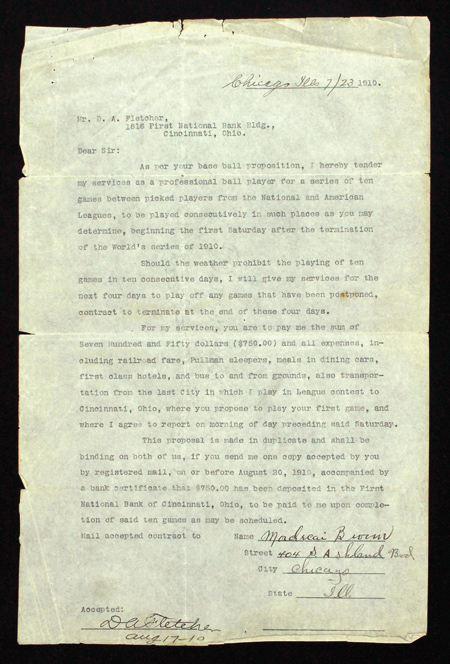 Chicago Ills 7/23 1910.
Mr. D. A. Fletcher,
1816 First National Bank Bldg.,
Cincinnati, Ohio.
Dear Sir:
As per your base ball proposition, I hereby tender
my services as a professional ball player for a series of ten
games between picked players from the National and American
Leagues, to be played consecutively in such places as you may
determine, beginning the first Saturday after the termination
of the World's series of 1910.
Should the weather prohibit the playing of ten
games in ten consecutive days, I will give my services for the
next four days to play off any games that have been postponed,
contract to terminate at the end of these four days.
For my services, you are to pay me the sum of
Seven Hundred and Fifty dollars ($750.00) and all expenses, in-
cluding railroad fare, Pullman sleepers, meals in dining cars,
first class hotels, and bus to and from grounds, also transpor-
tation from the last City in which I play in League contest to
Cincinnati, Ohio, where you propose to play your first game, and
where I agree to report on morning of day preceding said Saturday.
This proposal is made in duplicate and shall be
binding on both of us, if you send me one copy accepted by you
by registered mail, on or before August 20, 1910, accompanied by
a bank certificate that $750.00 has been deposited in the First
National Bank of Cincinnati, Ohio, to be paid to me upon comple-
tion of said ten games as may be scheduled.
Mail accepted contract to Name Mordecai Brown
Street 404 S Ashland Bvd
City Chicago
State Ill
Accepted:
D A Fletcher
Aug 17-10